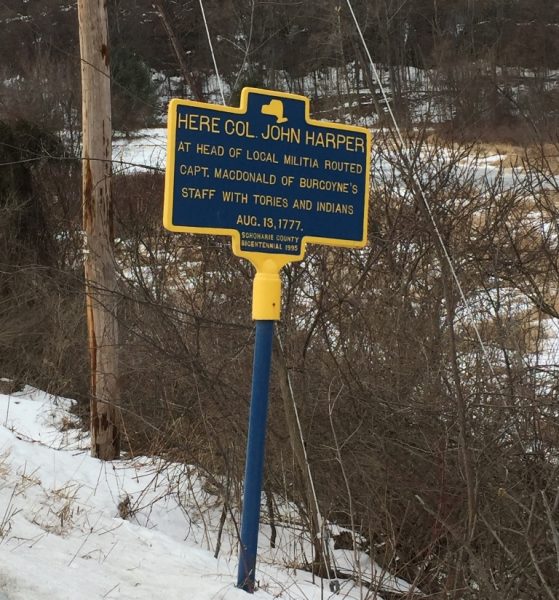 HERE COL. JOHN HARPER
AT HEAD OF LOCAL MILITIA ROUTED
CAPT. MACDONALD OF BURGOYNE'S
STAFF WITH TORIES AND INDIANS
AUG. 13, 1777.
SCHOHARIE COUNTY
BICENTENNIAL 1995